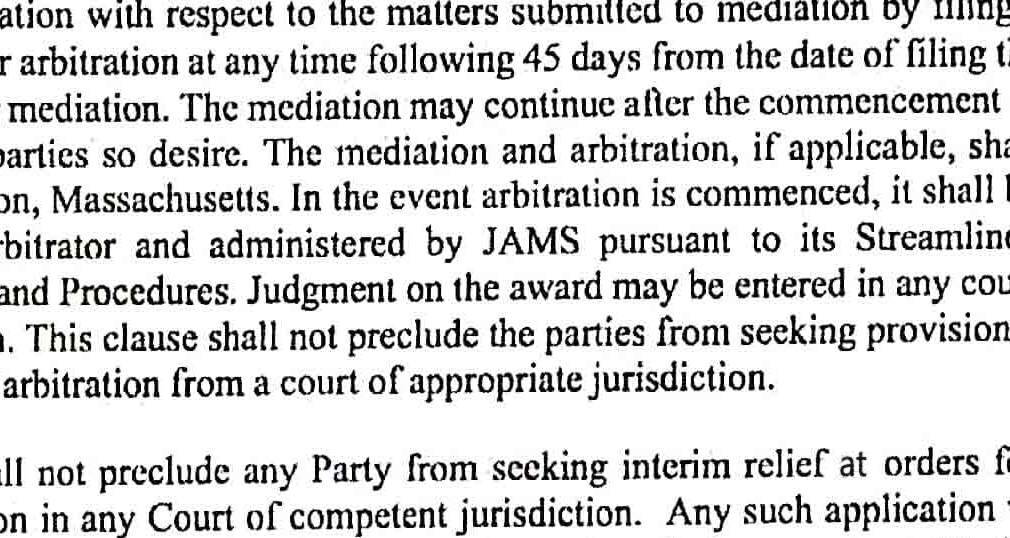 ation with respect to the matters submitted to mediation by filing
r arbitration at any time following 45 days from the date of filing t
mediation. The mediation may continue after the commencement
parties so desire. The mediation and arbitration, if applicable, sha
on, Massachusetts. In the event arbitration is commenced, it shall
rbitrator and administered by JAMS pursuant to its Streamline
and Procedures. Judgment on the award may be entered in any cou
. This clause shall not preclude the parties from seeking provision
arbitration from a court of appropriate jurisdiction.
all not preclude any Party from seeking interim relief at orders f
on in any Court of competent jurisdiction. Any such application